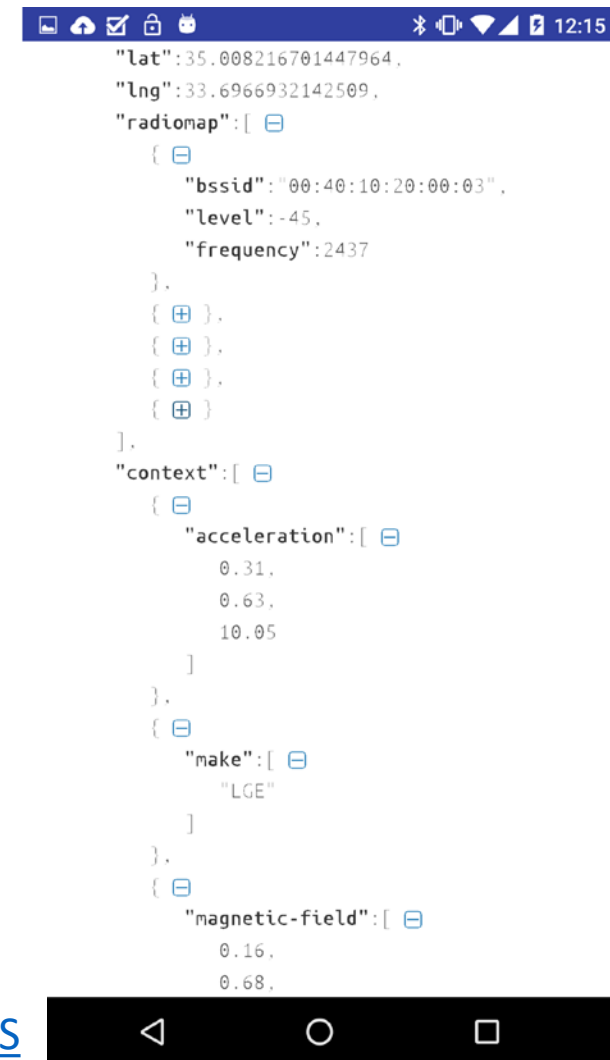 12:15
"lat":35.008216701447964,
"lng":33.6966932142509,
"radiomap":[
{
"bssid":"00:40:10:20:00:03",
"level":-45,
"frequency":2437
},
{ },
{ },
{ },
{ }
],
"context":[
{
"acceleration":[
0.31,
0.63,
10.05
]
},
{
"make":[
"LGE"
]
},
{
"magnetic-field":[
0.16,
0.68,
s